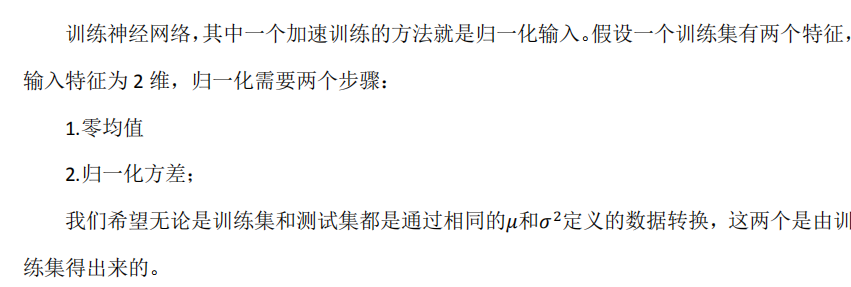 训练神经网络，其中一个加速训练的方法就是归一化输入。假设一个训练集有两个特征，
输入特征为 2 维，归一化需要两个步骤：
1.零均值
2.归一化方差；
我们希望无论是训练集和测试集都是通过相同的𝜇和𝜎²定义的数据转换，这两个是由训
练集得出来的。